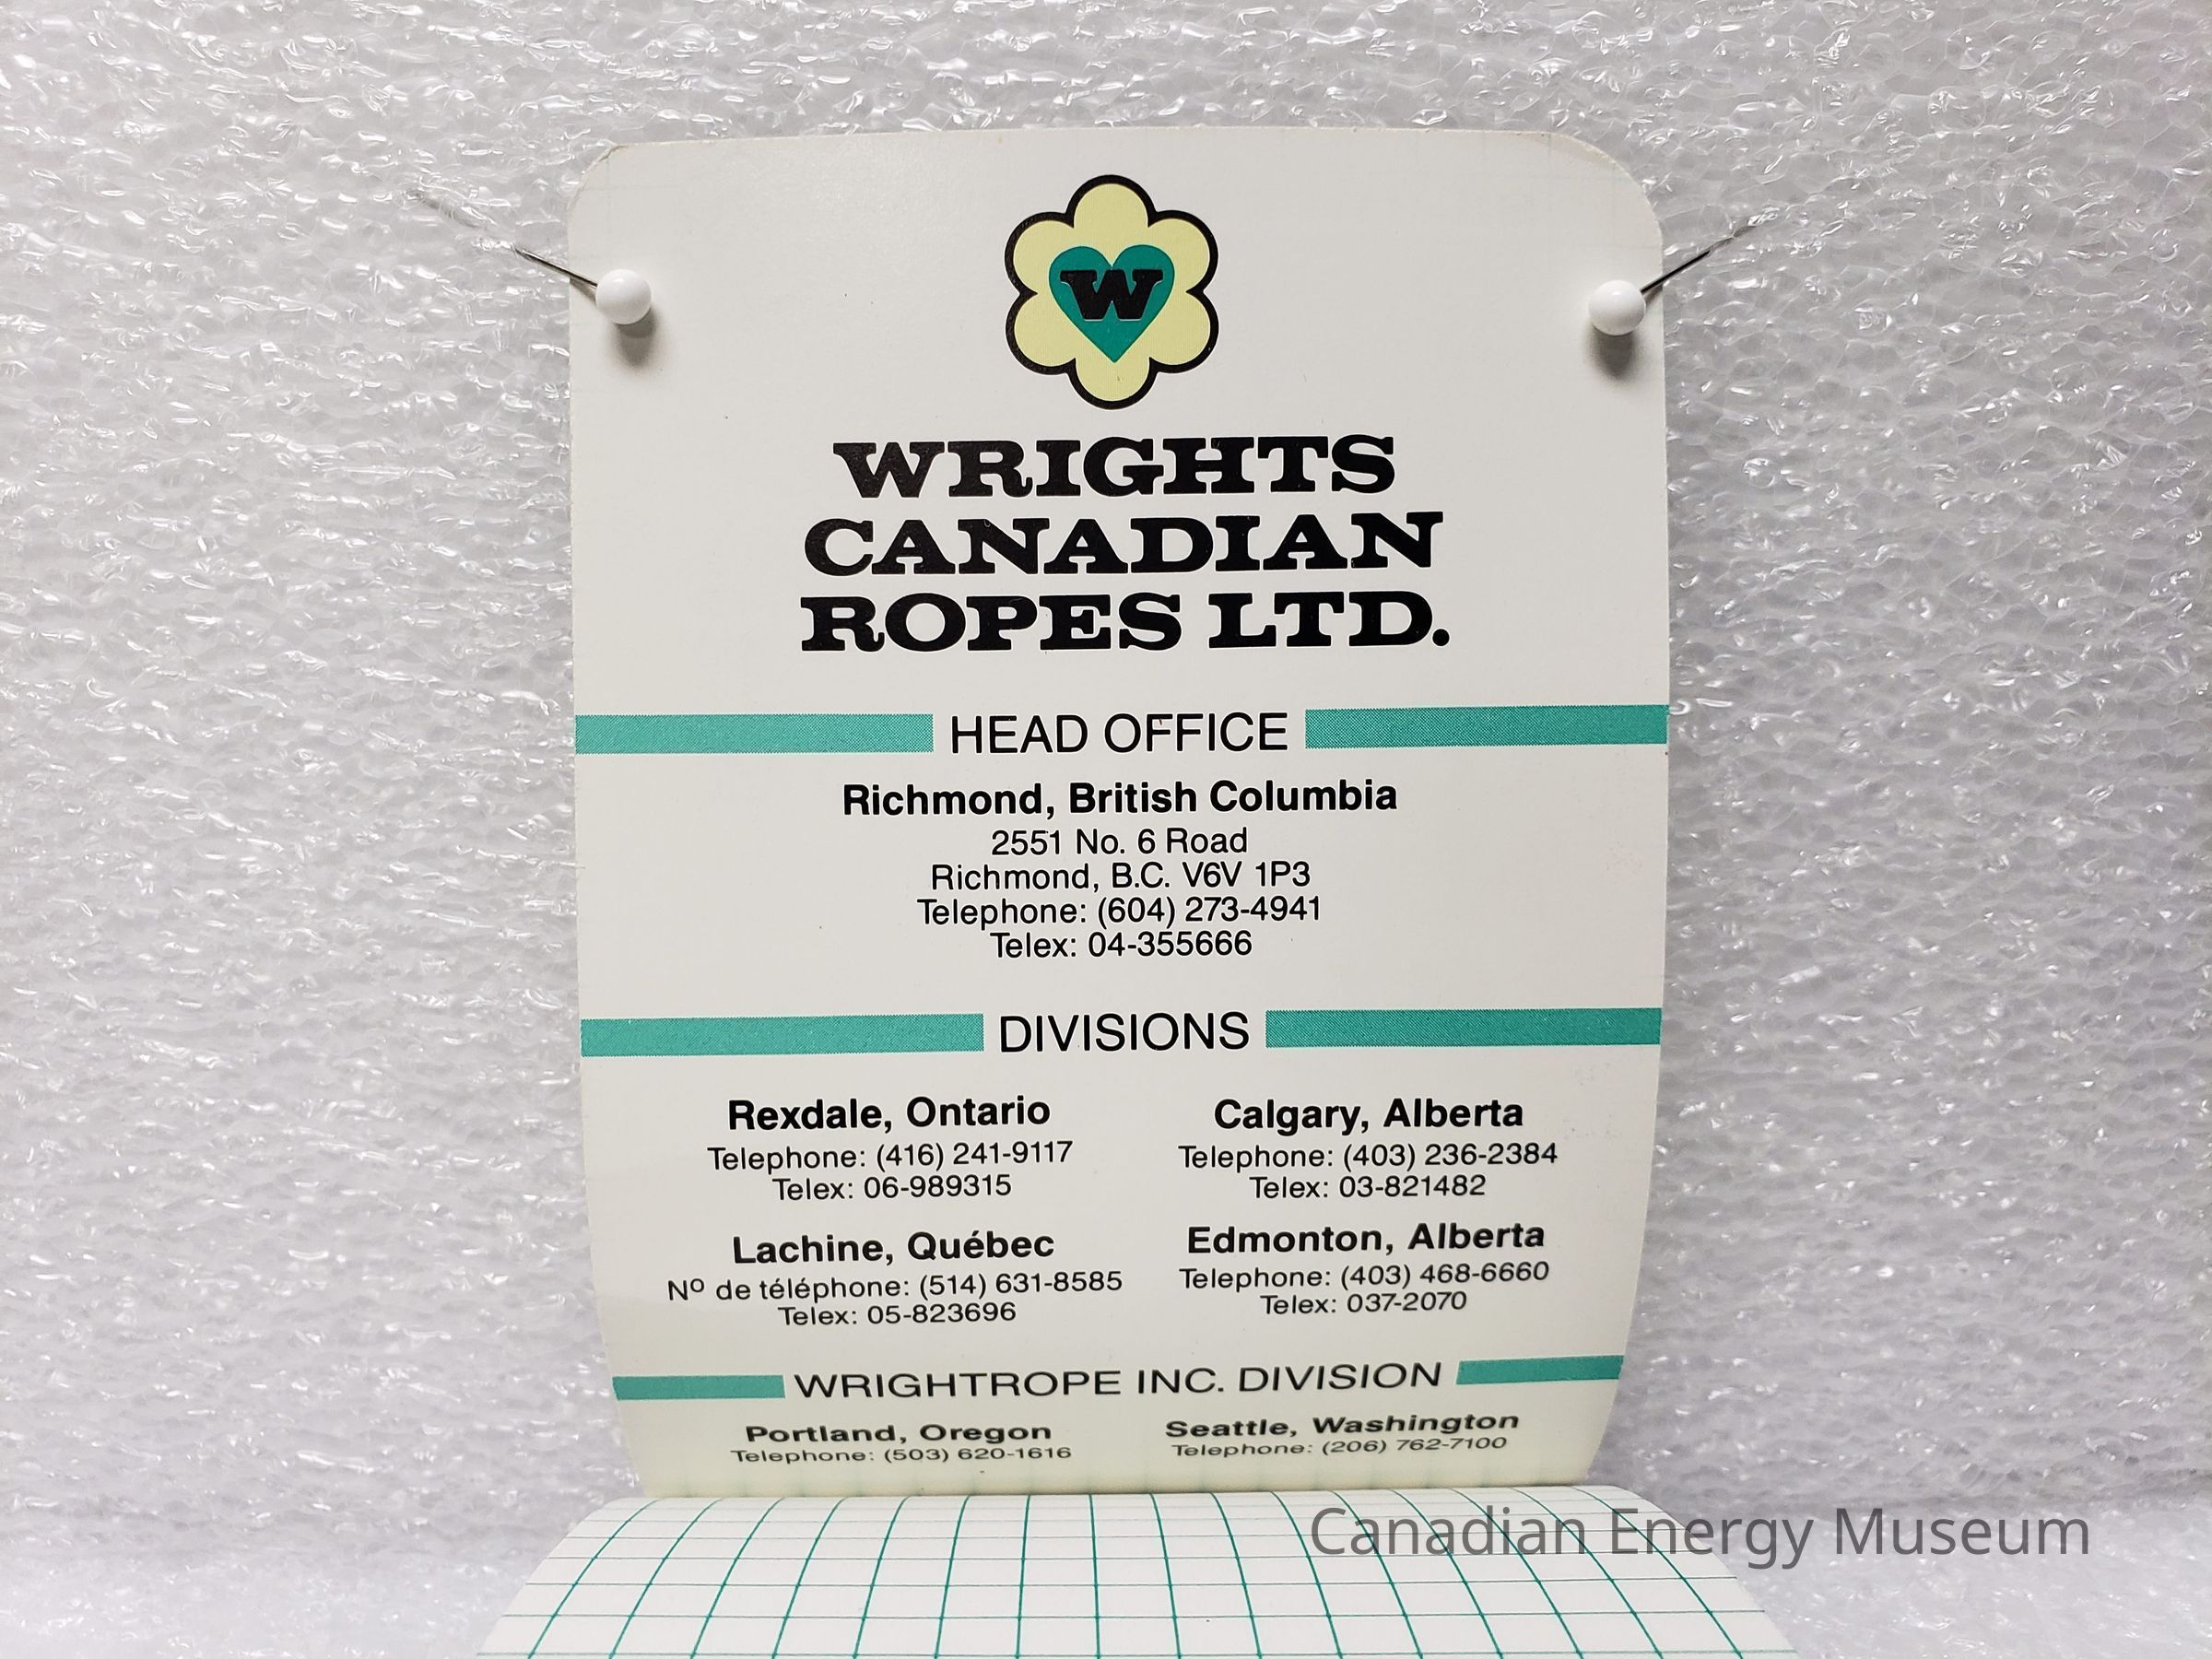 W
WRIGHTS
CANADIAN
ROPES LTD.
HEAD OFFICE
Richmond, British Columbia
2551 No. 6 Road
Richmond, B.C. V6V 1P3
Telephone: (604) 273-4941
Telex: 04-355666
DIVISIONS
Rexdale, Ontario
Telephone: (416) 241-9117
Telex: 06-989315
Calgary, Alberta
Telephone: (403) 236-2384
Telex: 03-821482
Lachine, Québec
Nº de téléphone: (514) 631-8585
Telex: 05-823696
Edmonton, Alberta
Telephone: (403) 468-6660
Telex: 037-2070
WRIGHTROPE INC. DIVISION
Portland, Oregon
Telephone: (503) 620-1616
Seattle, Washington
Telephone: (206) 762-7100
Canadian Energy Museum